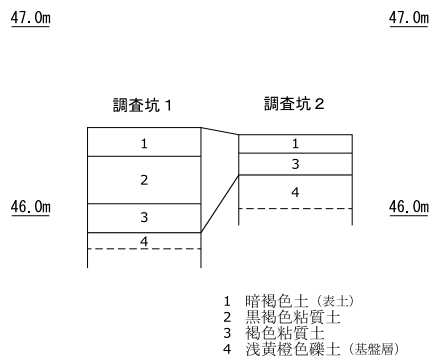 47.0m 47.0m
調査坑1 調査坑2
1 1
2 3
3 4
4
46.0m 46.0m
1 暗褐色土(表土)
2 黒褐色粘質土
3 褐色粘質土
4 浅黄橙色礫土(基盤層)